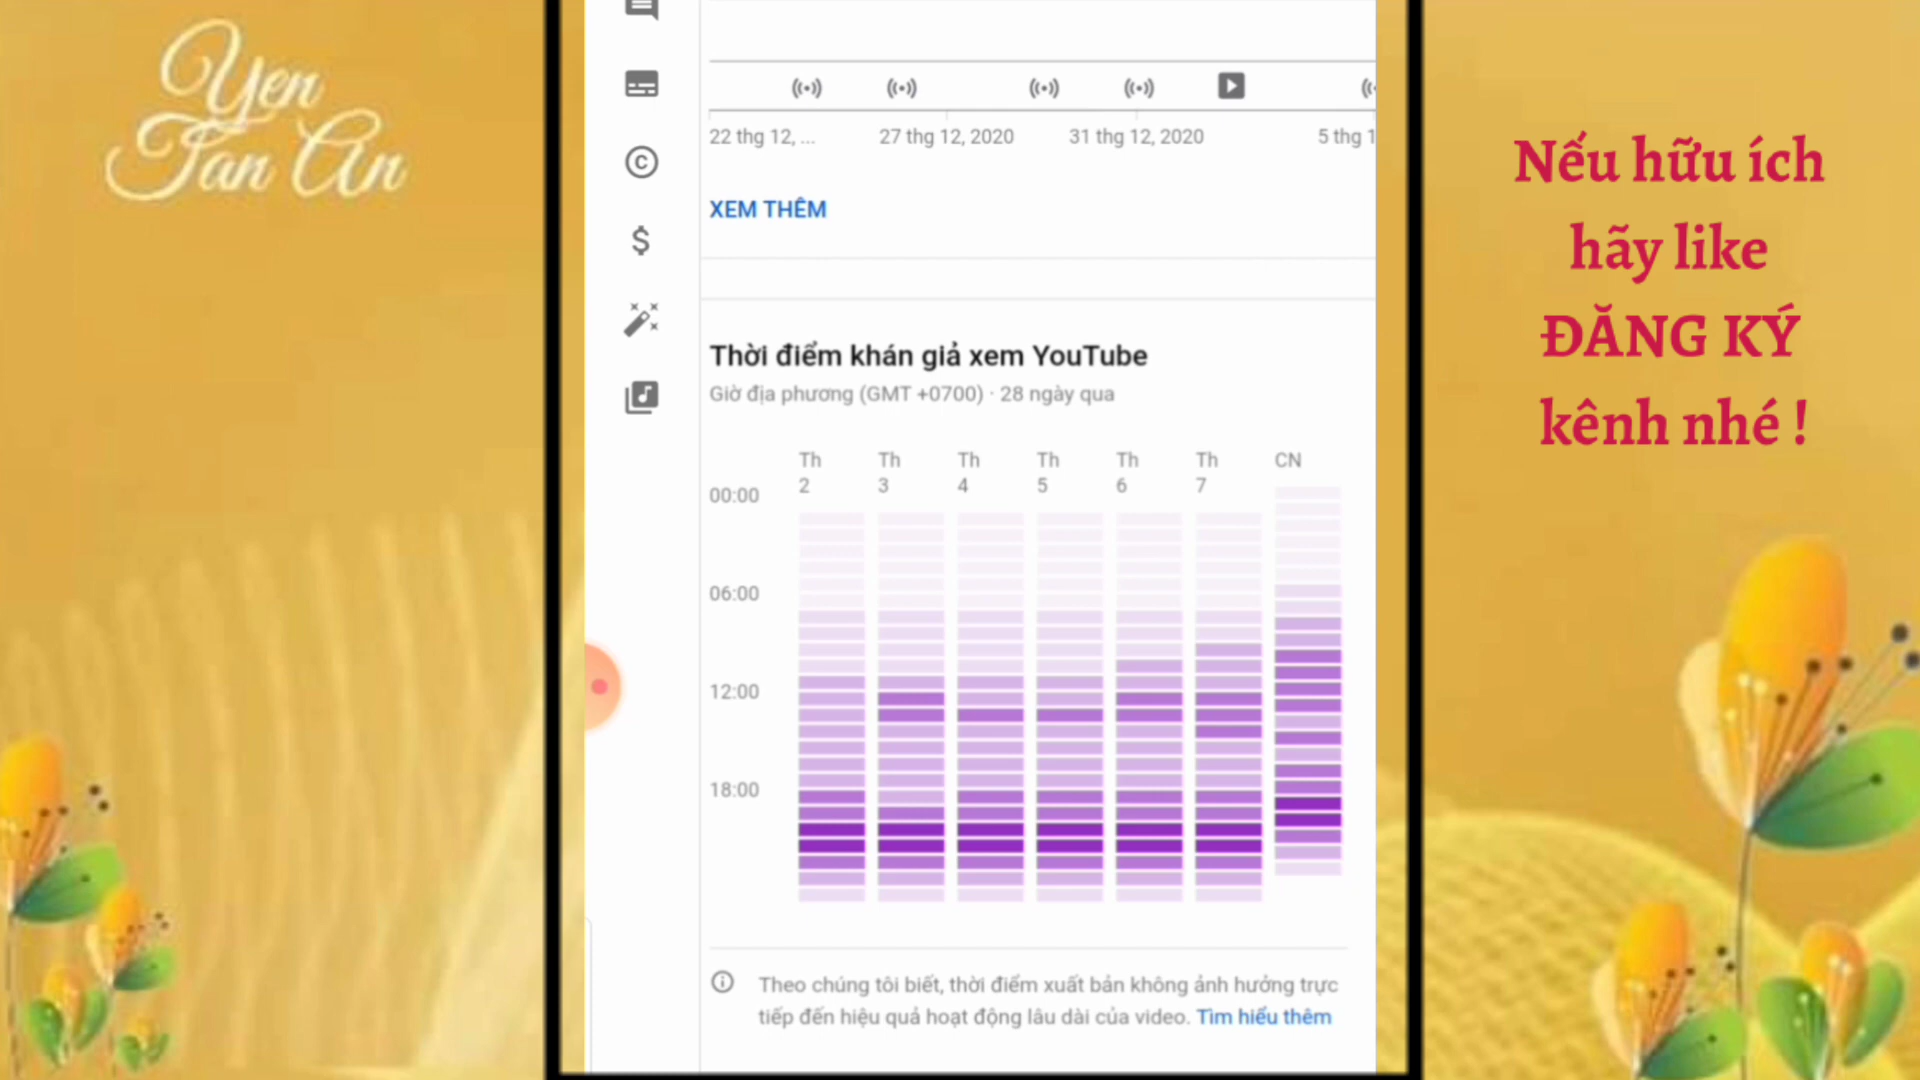 Yen
Tan An
22 thg 12, ...
27 thg 12, 2020
31 thg 12, 2020
5 thg 1
XEM THÊM
Thời điểm khán giả xem YouTube
Giờ địa phương (GMT +0700) · 28 ngày qua
Th 2
Th 3
Th 4
Th 5
Th 6
Th 7
CN
00:00
06:00
12:00
18:00
Theo chúng tôi biết, thời điểm xuất bản không ảnh hưởng trực
tiếp đến hiệu quả hoạt động lâu dài của video. Tìm hiểu thêm
Nếu hữu ích
hãy like
ĐĂNG KÝ
kênh nhé !